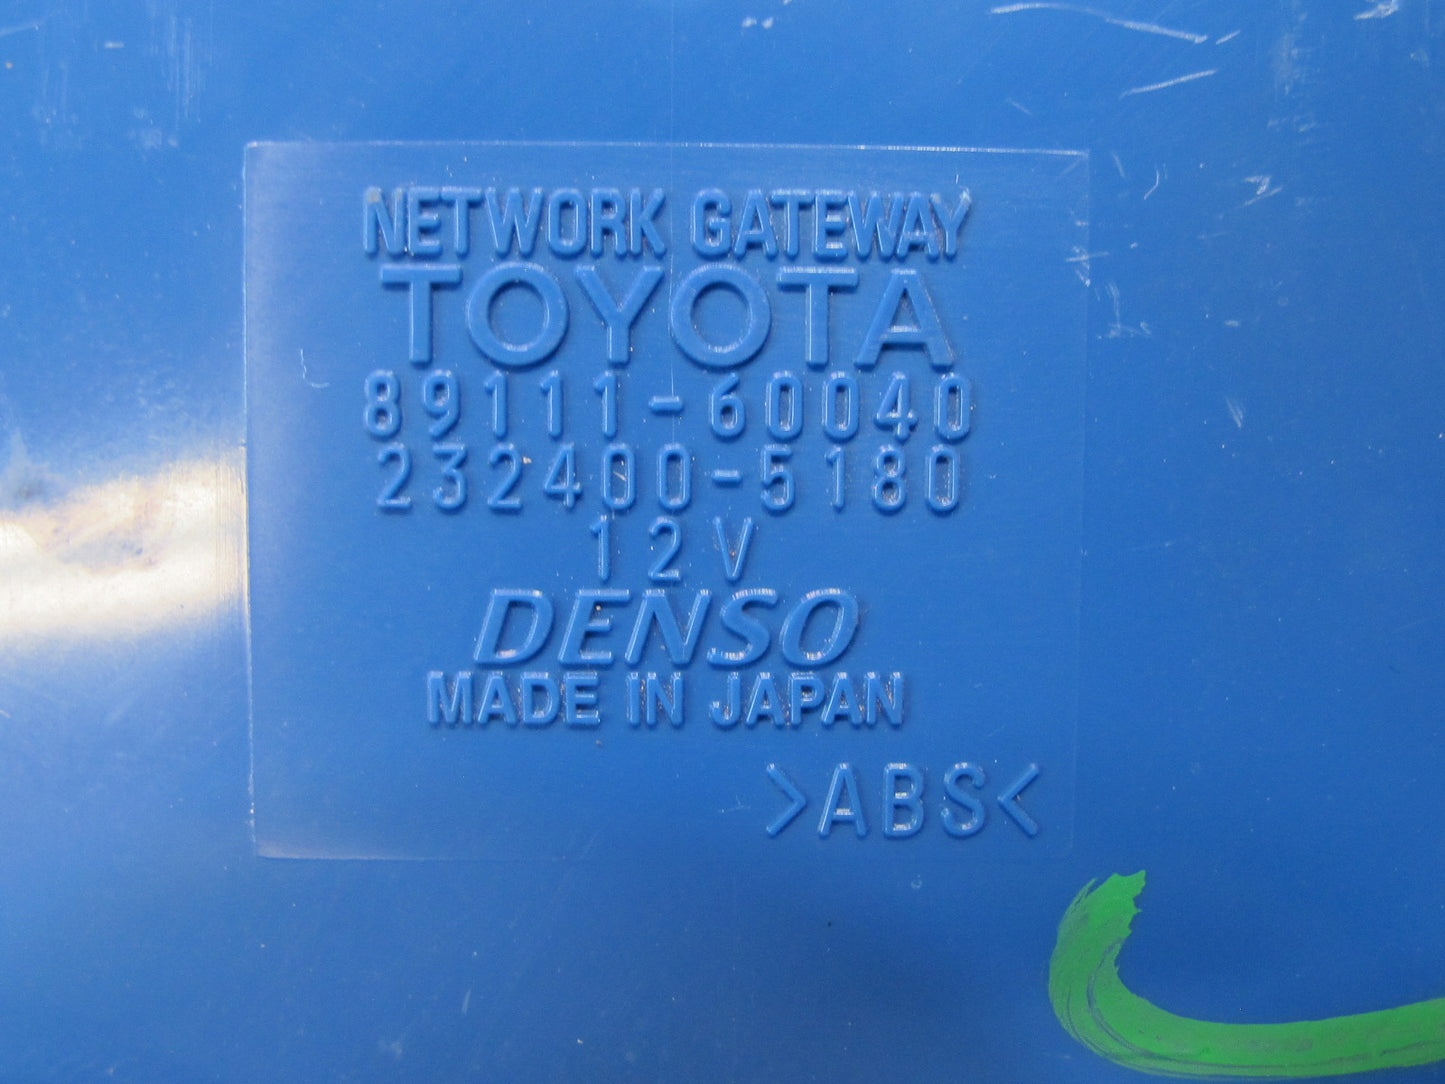 NETWORK GATEWAY
TOYOTA
89111-60040
232400-5180
12V
DENSO
MADE IN JAPAN
>ABS<